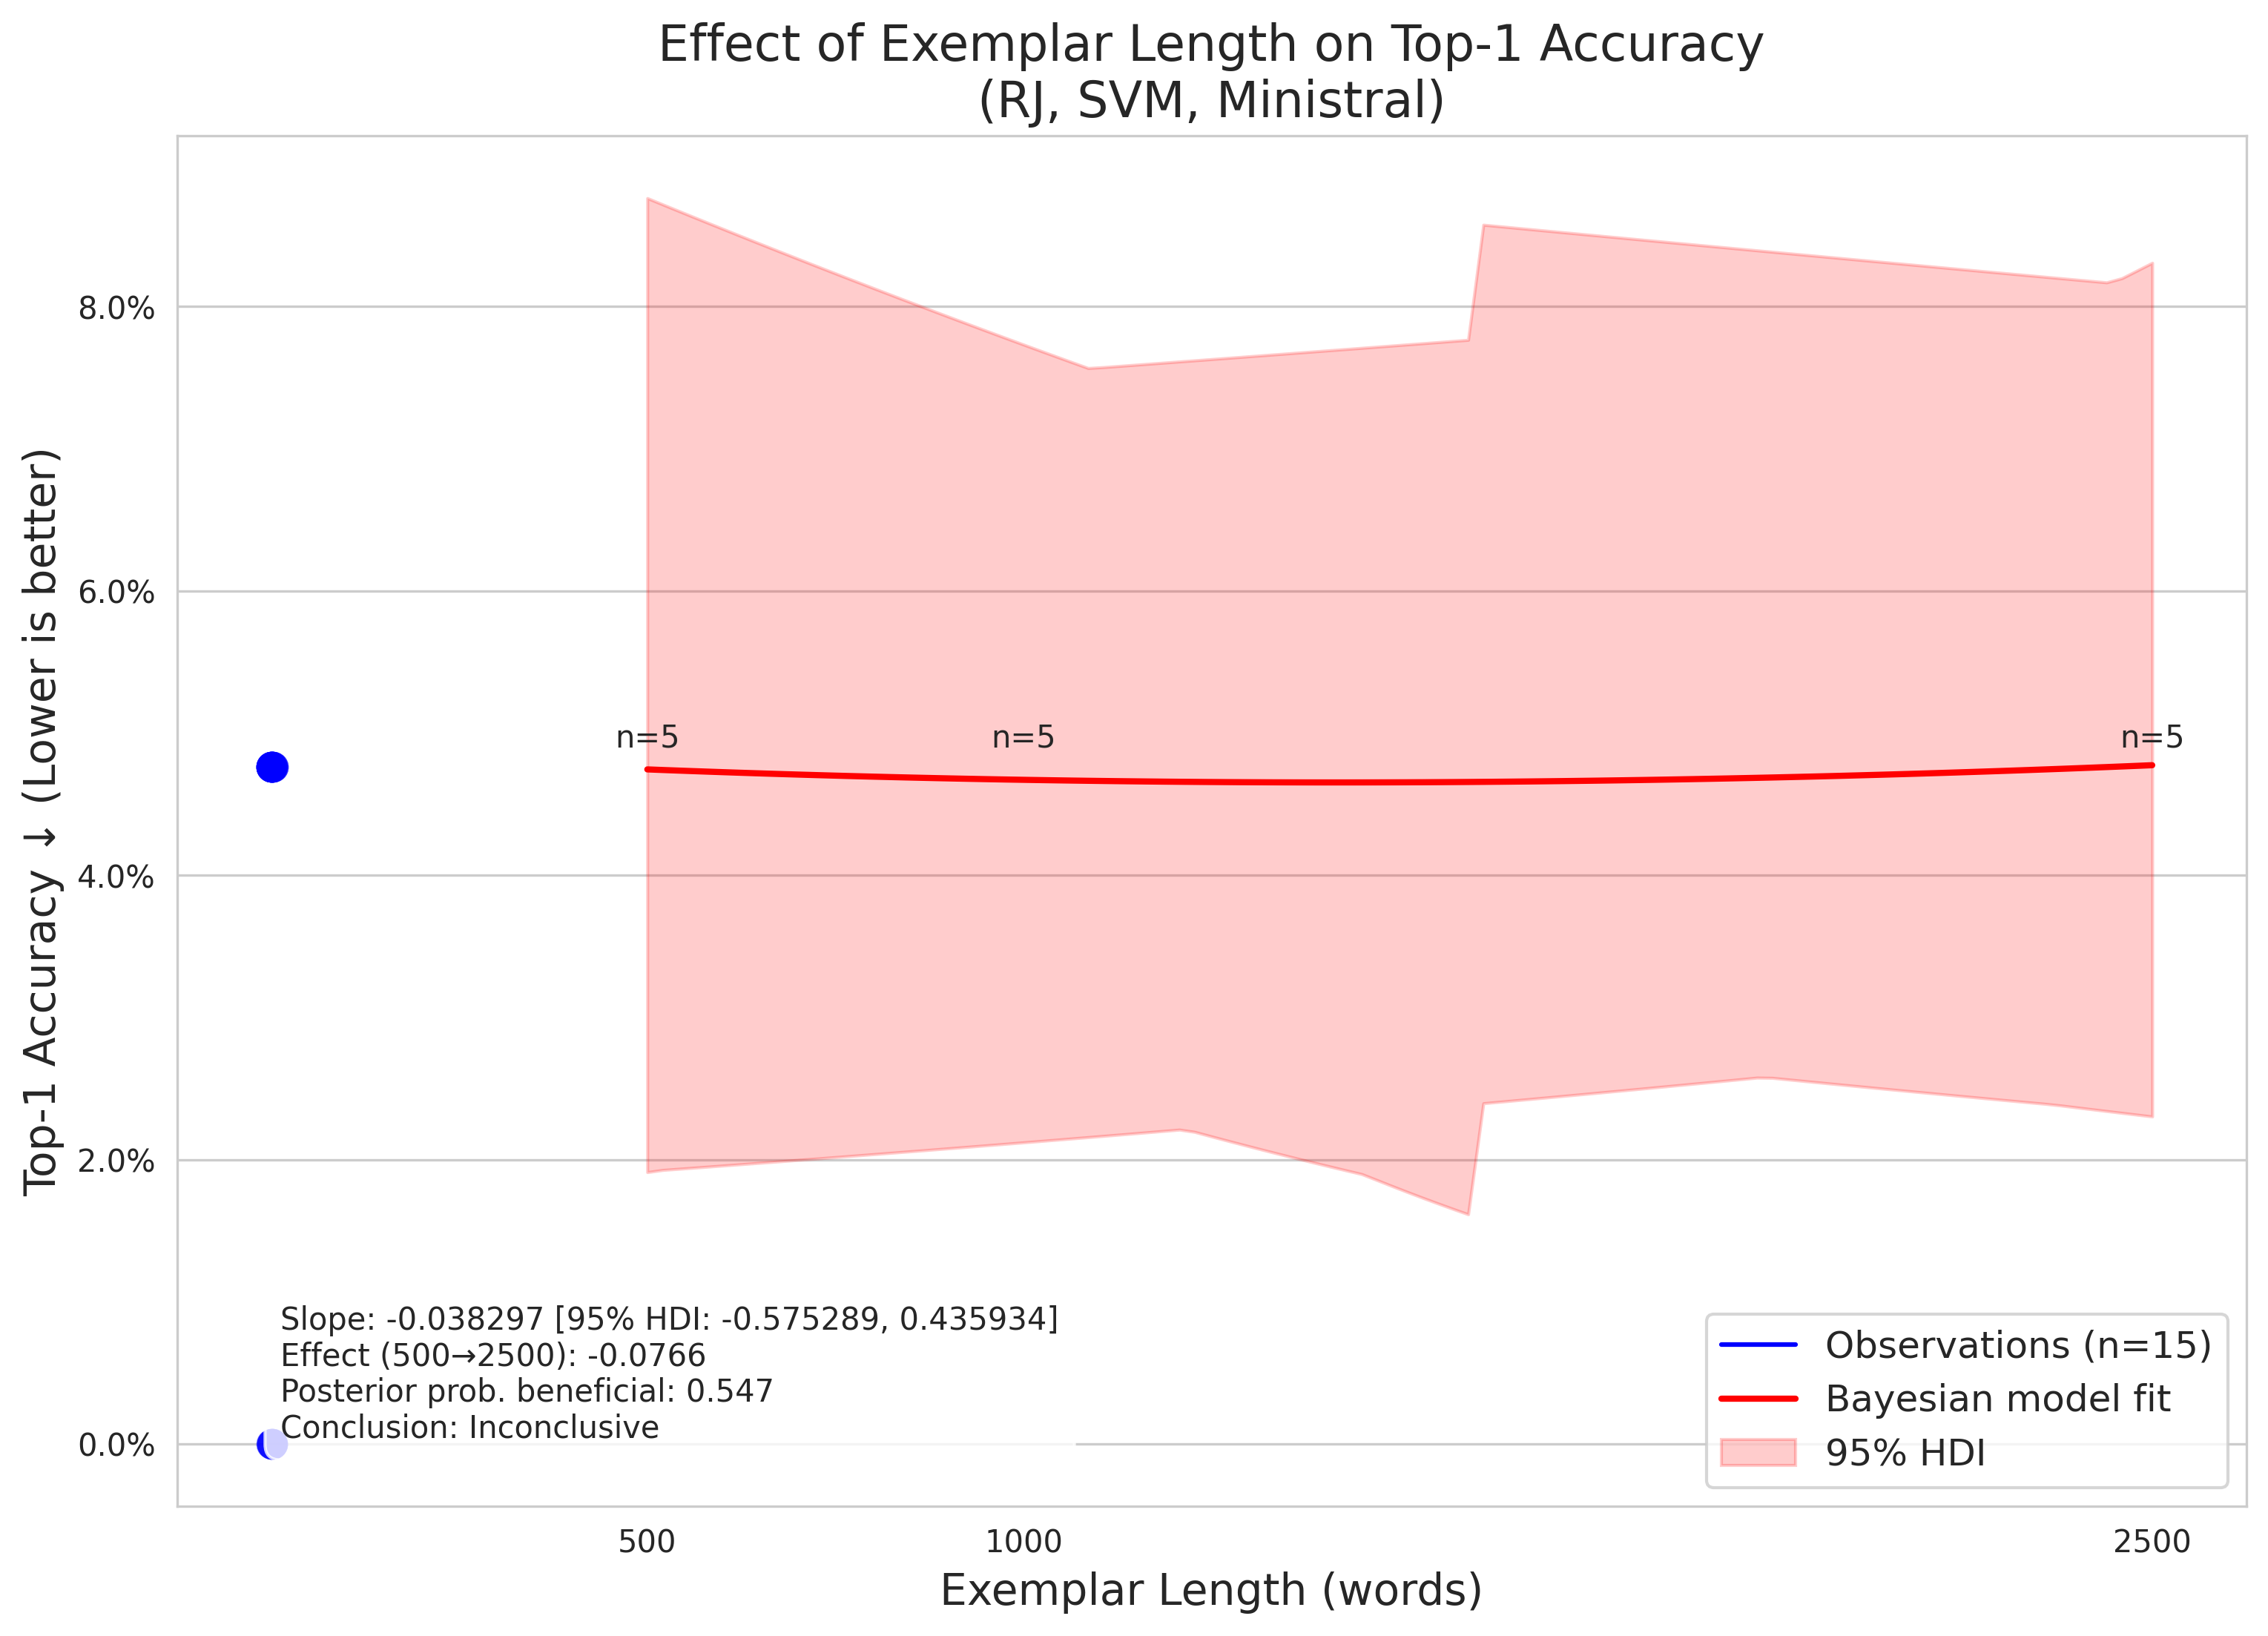 Effect of Exemplar Length on Top-1 Accuracy
(RJ, SVM, Ministral)
Top-1 Accuracy ↓ (Lower is better)
8.0%
6.0%
4.0%
2.0%
0.0%
n=5
n=5
n=5
Slope: -0.038297 [95% HDI: -0.575289, 0.435934]
Effect (500→2500): -0.0766
Posterior prob. beneficial: 0.547
Conclusion: Inconclusive
Observations (n=15)
Bayesian model fit
95% HDI
500
1000
2500
Exemplar Length (words)